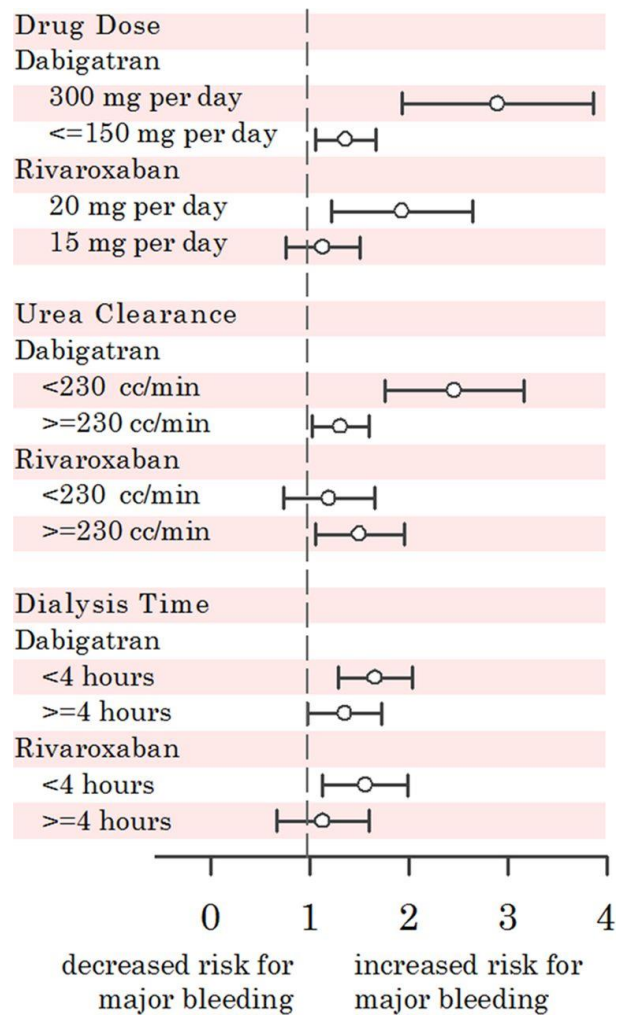 Drug Dose
Dabigatran
300 mg per day
<=150 mg per day
Rivaroxaban
20 mg per day
15 mg per day
Urea Clearance
Dabigatran
<230 cc/min
>=230 cc/min
Rivaroxaban
<230 cc/min
>=230 cc/min
Dialysis Time
Dabigatran
<4 hours
>=4 hours
Rivaroxaban
<4 hours
>=4 hours
0 1 2 3 4
decreased risk for increased risk for
major bleeding major bleeding